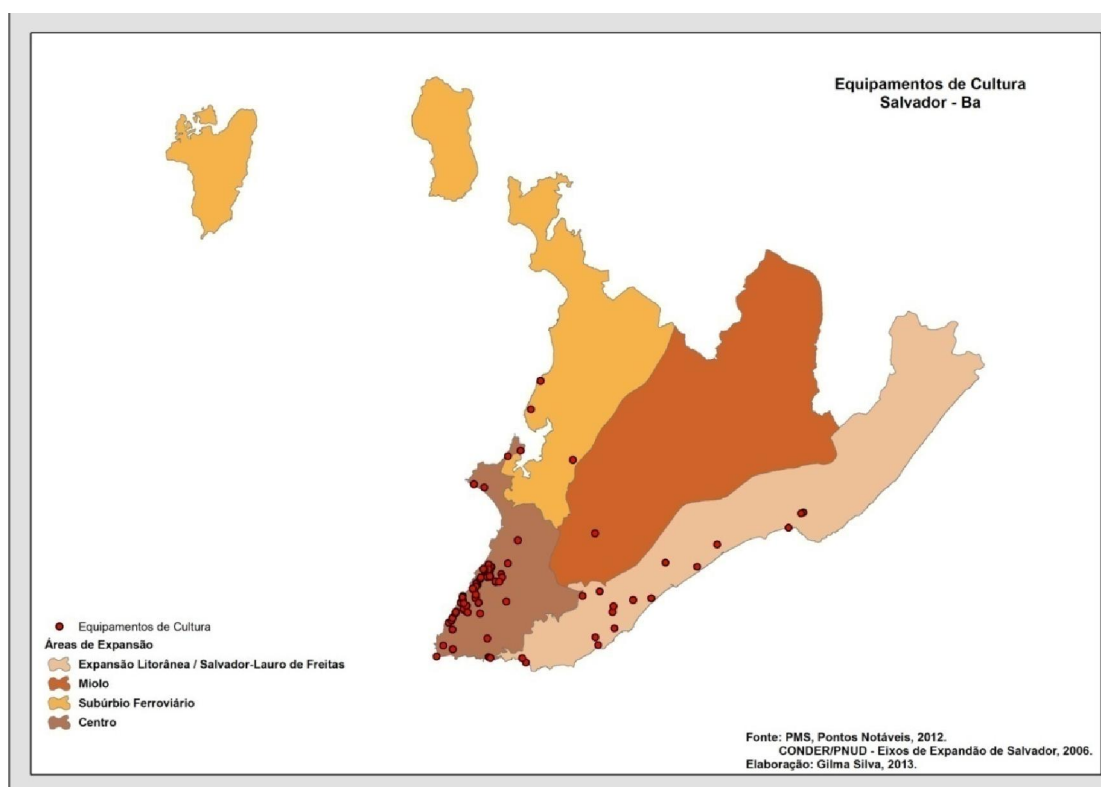 Equipamentos de Cultura
Salvador - Ba
Equipamentos de Cultura
Áreas de Expansão
Expansão Litorânea / Salvador-Lauro de Freitas
Miolo
Subúrbio Ferroviário
Centro
Fonte: PMS, Pontos Notáveis, 2012.
CONDER/PNUD - Eixos de Expandão de Salvador, 2006.
Elaboração: Gilma Silva, 2013.